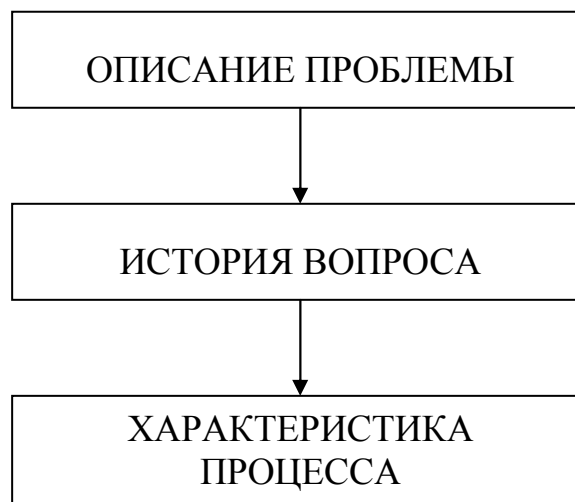 ОПИСАНИЕ ПРОБЛЕМЫ
ИСТОРИЯ ВОПРОСА
ХАРАКТЕРИСТИКА
ПРОЦЕССА